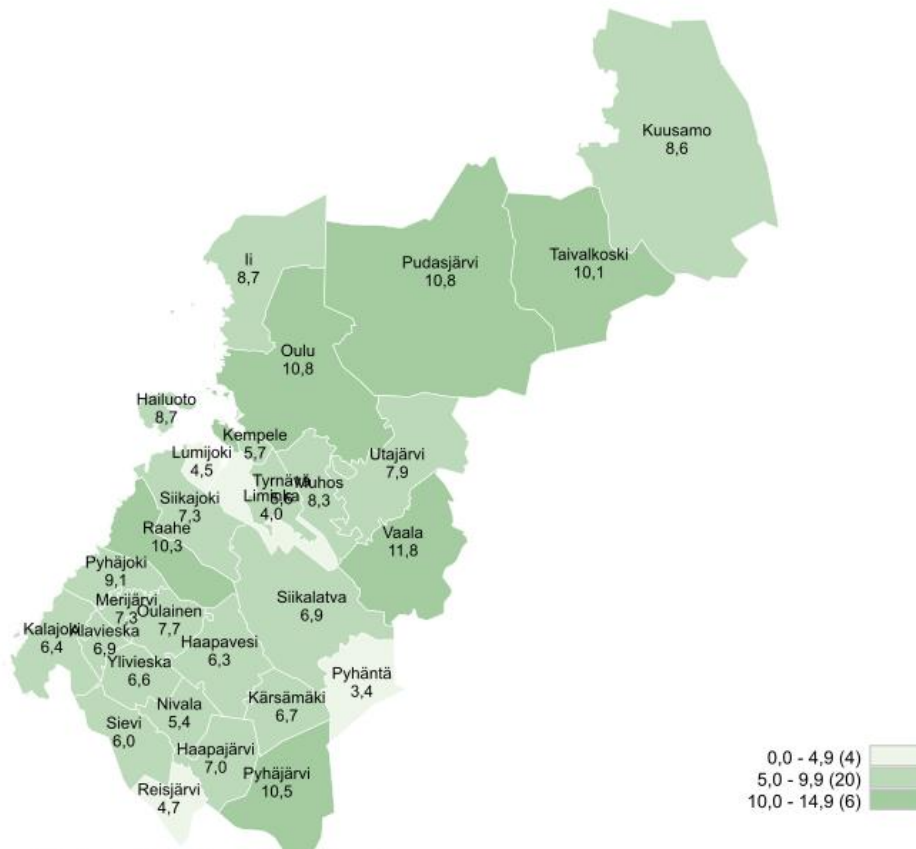 Kuusamo
8,6
Taivalkoski
10,1
Pudasjärvi
10,8
Ii
8,7
Oulu
10,8
Hailuoto
8,7
Kempele
5,7
Lumijoki
4,5
Utajärvi
7,9
Tyrnävä
5,6
Muhos
8,3
Liminka
4,0
Siikajoki
7,3
Raahe
10,3
Vaala
11,8
Pyhäjoki
9,1
Merijärvi
7,3
Oulainen
7,7
Siikalatva
6,9
Kalajoki
6,4
Alavieska
6,9
Haapavesi
6,3
Ylivieska
6,6
Pyhäntä
3,4
Kärsämäki
6,7
Nivala
5,4
Sievi
6,0
Haapajärvi
7,0
Pyhäjärvi
10,5
Reisjärvi
4,7
0,0 - 4,9 (4)
5,0 - 9,9 (20)
10,0 - 14,9 (6)